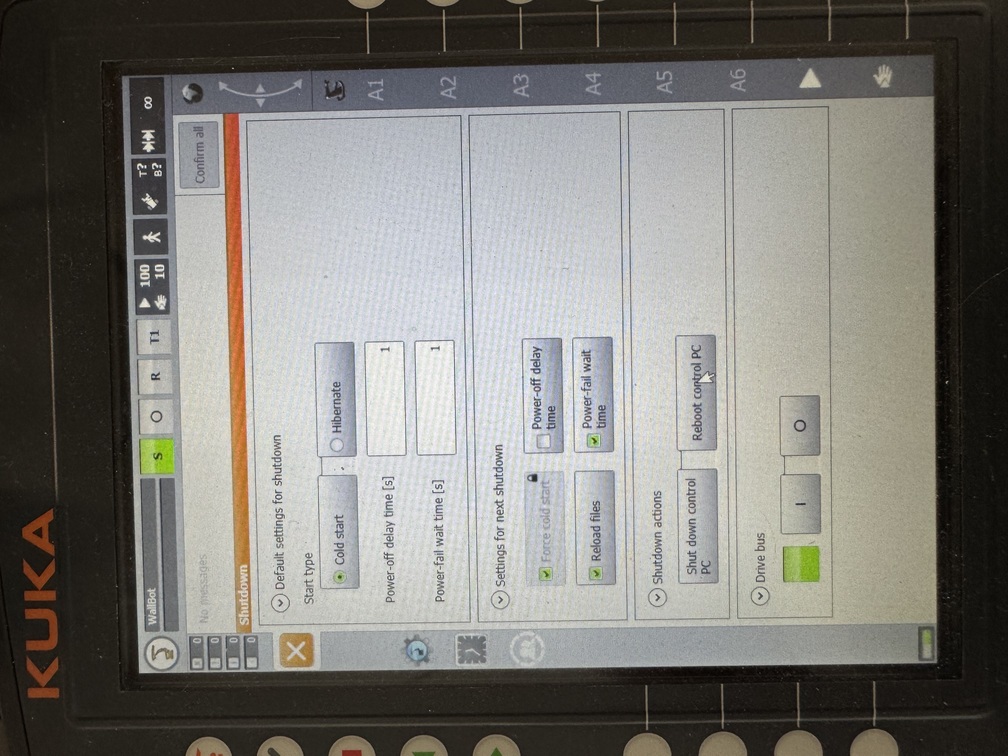 KUKA
WallBot
S
O
R
T1
100
10
T?
B?
∞
0
0
0
0
No messages
Confirm all
Shutdown
Default settings for shutdown
Start type
Cold start
Hibernate
Power-off delay time [s]
1
Power-fail wait time [s]
1
Settings for next shutdown
Force cold start
Power-off delay
time
Reload files
Power-fail wait
time
Shutdown actions
Shut down control
PC
Reboot control PC
Drive bus
I
O
A1
A2
A3
A4
A5
A6